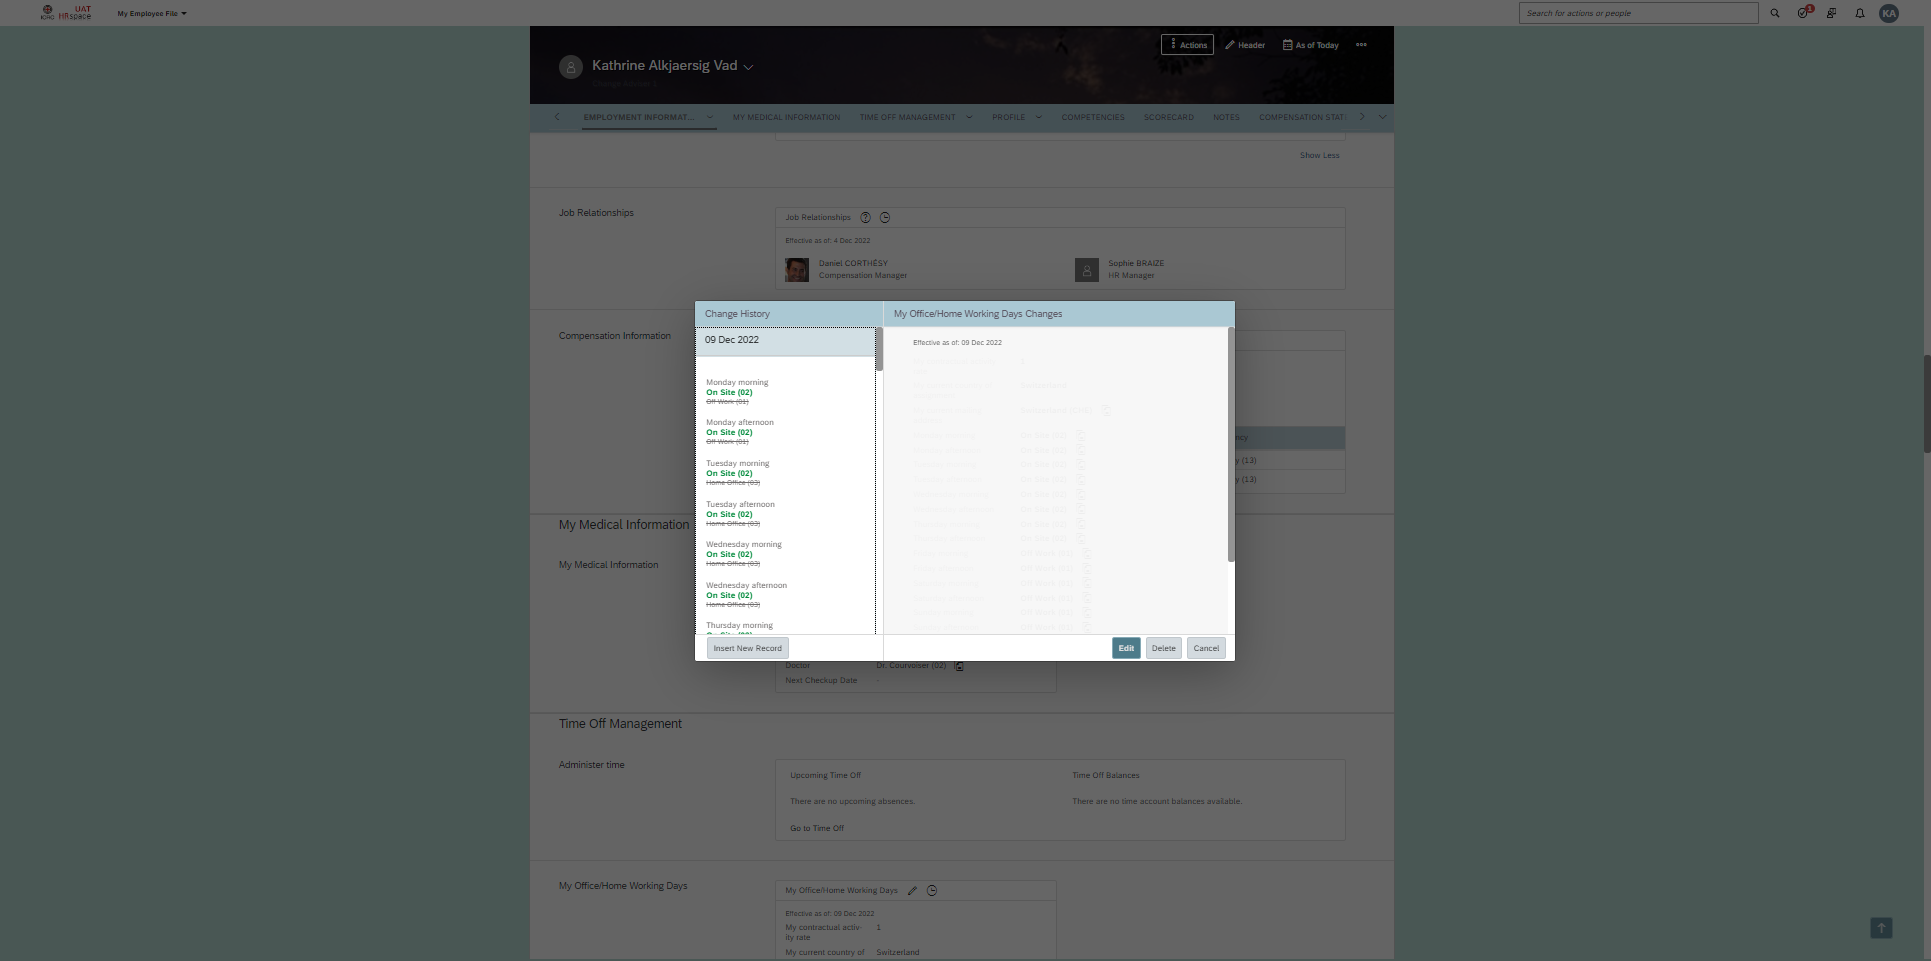 UAT
HRspace
My Employee File
Search for actions or people
1
KA
Actions
Header
As of Today
Kathrine Alkjaersig Vad
EMPLOYMENT INFORMAT...
MY MEDICAL INFORMATION
TIME OFF MANAGEMENT
PROFILE
COMPETENCIES
SCORECARD
NOTES
COMPENSATION STAT
Show Less
Job Relationships
Job Relationships
Effective as of: 4 Dec 2022
Daniel CORTHÉSY
Compensation Manager
Sophie BRAIZE
HR Manager
Compensation Information
Change History
My Office/Home Working Days Changes
09 Dec 2022
Effective as of: 09 Dec 2022
Monday morning
On Site (02)
Off Work (01)
Monday afternoon
On Site (02)
Off Work (01)
Tuesday morning
On Site (02)
Home Office (03)
Tuesday afternoon
On Site (02)
Home Office (03)
Wednesday morning
On Site (02)
Home Office (03)
Wednesday afternoon
On Site (02)
Home Office (03)
Thursday morning
On Site (02)
ncy
y (13)
y (13)
Insert New Record
Edit
Delete
Cancel
My Medical Information
My Medical Information
Doctor
Dr. Courvoiser (02)
Next Checkup Date
-
Time Off Management
Administer time
Upcoming Time Off
Time Off Balances
There are no upcoming absences.
There are no time account balances available.
Go to Time Off
My Office/Home Working Days
My Office/Home Working Days
Effective as of: 09 Dec 2022
My contractual activ-
ity rate
1
My current country of
Switzerland